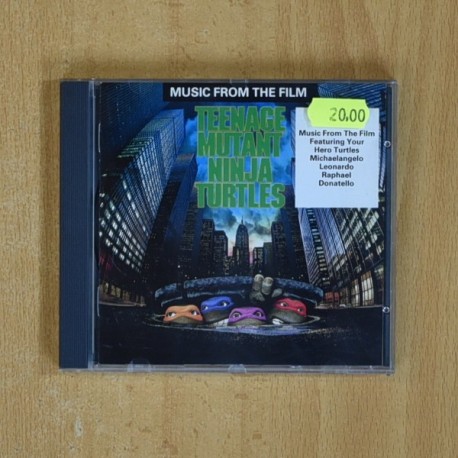 MUSIC FROM THE FILM
TEENAGE
MUTANT
NINJA
TURTLES
20.00
Music From The Film
Featuring Your
Hero Turtles
Michaelangelo
Leonardo
Raphael
Donatello